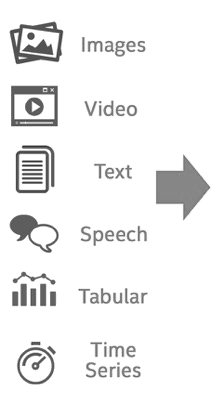 Images
Video
Text
Speech
Tabular
Time
Series